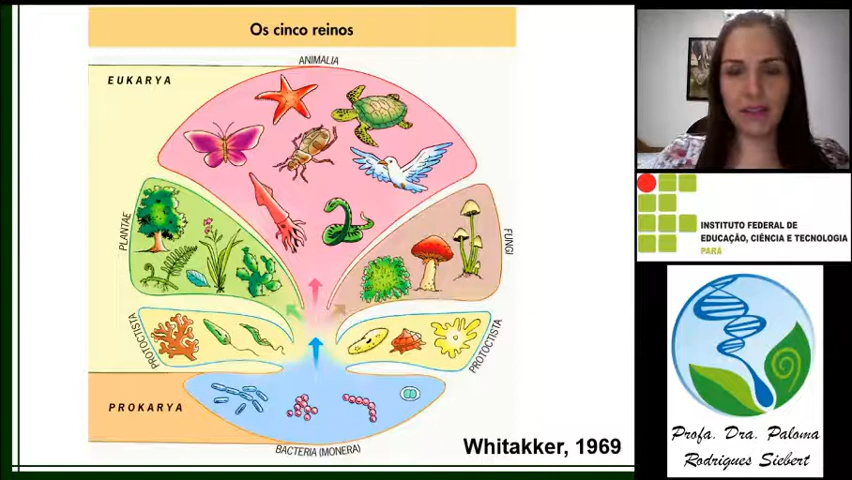 Os cinco reinos
ANIMALIA
EUKARYA
PLANTAE
FUNGI
PROTOCTISTA
PROTOCTISTA
PROKARYA
BACTERIA (MONERA)
Whitakker, 1969
INSTITUTO FEDERAL DE
EDUCAÇÃO, CIÊNCIA E TECNOLOGIA
PARÁ
Profa. Dra. Paloma
Rodrigues Siebert